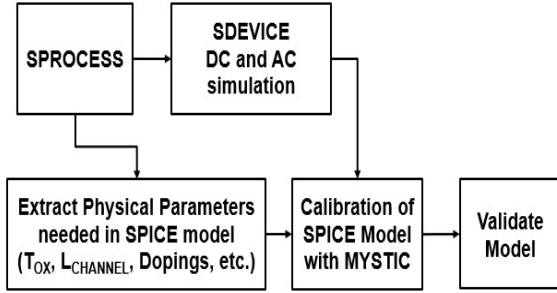 SPROCESS
SDEVICE
DC and AC
simulation
Extract Physical Parameters
needed in SPICE model
(TOX, LCHANNEL, Dopings, etc.)
Calibration of
SPICE Model
with MYSTIC
Validate
Model